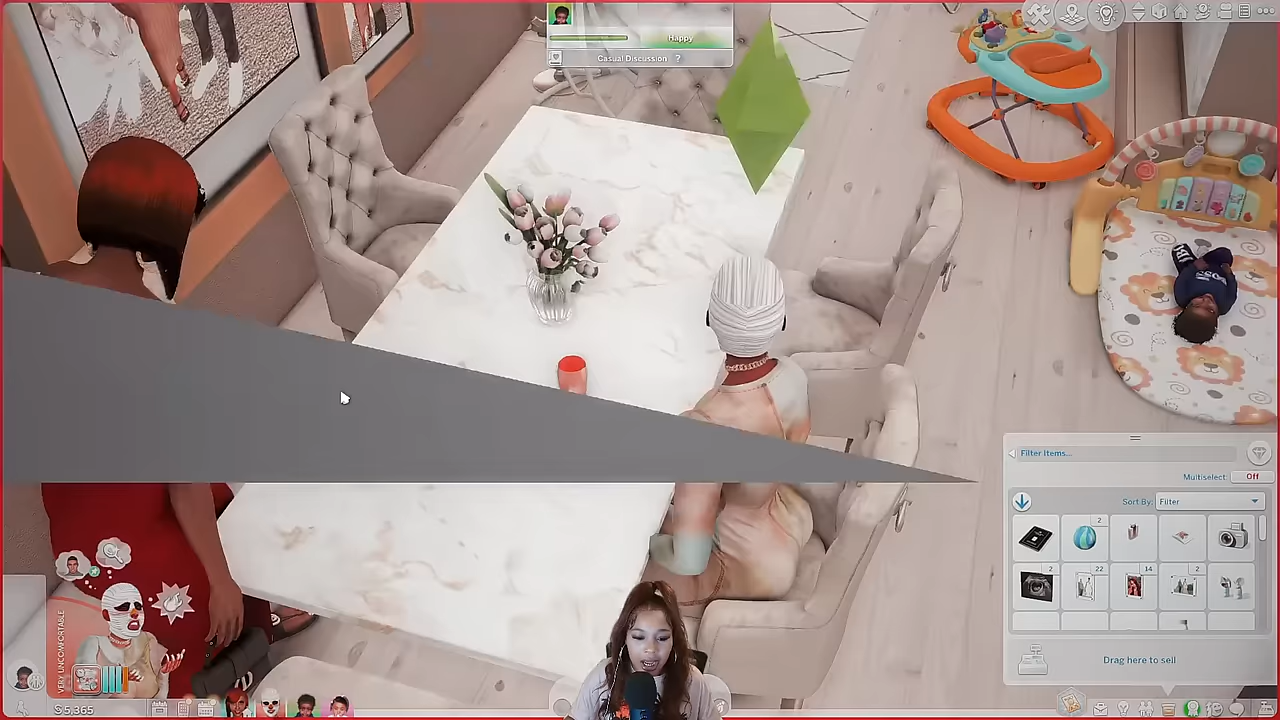 Happy
Casual Discussion ?
Filter Items...
Multiselect: Off
Sort By: Filter
2
2
22
14
2
Drag here to sell
VERY UNCOMFORTABLE
§5,365